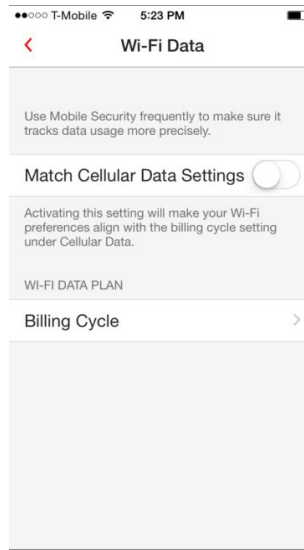 T-Mobile 5:23 PM
Wi-Fi Data
Use Mobile Security frequently to make sure it
tracks data usage more precisely.
Match Cellular Data Settings
Activating this setting will make your Wi-Fi
preferences align with the billing cycle setting
under Cellular Data.
WI-FI DATA PLAN
Billing Cycle